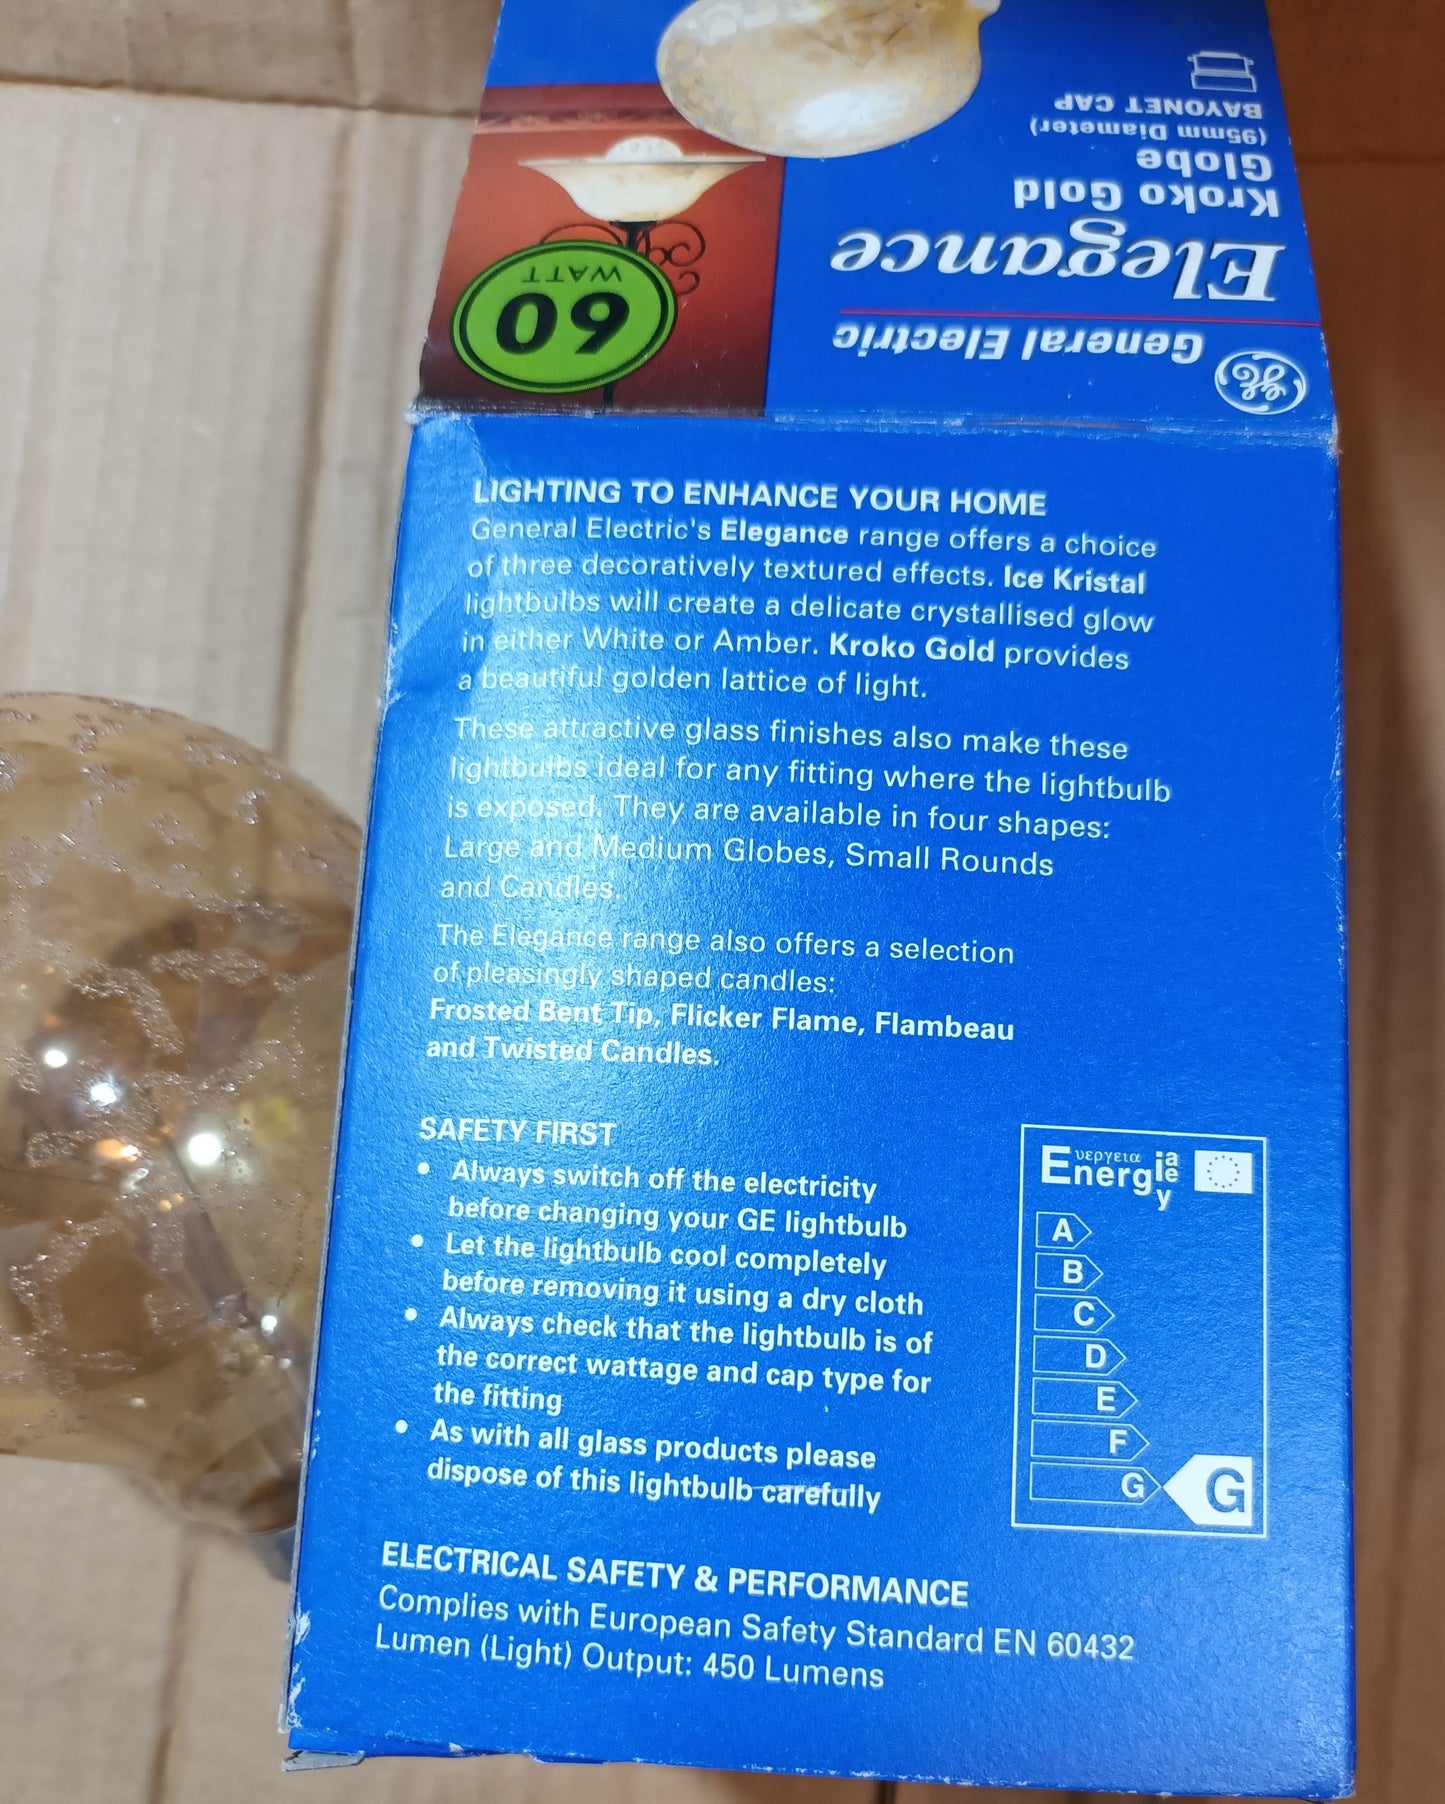 General Electric
Elegance
Kroko Gold
Globe
(95mm Diameter)
BAYONET CAP
60
WATT
LIGHTING TO ENHANCE YOUR HOME
General Electric's Elegance range offers a choice
of three decoratively textured effects. Ice Kristal
lightbulbs will create a delicate crystallised glow
in either White or Amber. Kroko Gold provides
a beautiful golden lattice of light.
These attractive glass finishes also make these
lightbulbs ideal for any fitting where the lightbulb
is exposed. They are available in four shapes:
Large and Medium Globes, Small Rounds
and Candles.
The Elegance range also offers a selection
of pleasingly shaped candles:
Frosted Bent Tip, Flicker Flame, Flambeau
and Twisted Candles.
SAFETY FIRST
• Always switch off the electricity
before changing your GE lightbulb
• Let the lightbulb cool completely
before removing it using a dry cloth
• Always check that the lightbulb is of
the correct wattage and cap type for
the fitting
• As with all glass products please
dispose of this lightbulb carefully
Energ υεργεια ia
ie
y
A
B
C
D
E
F
G G
ELECTRICAL SAFETY & PERFORMANCE
Complies with European Safety Standard EN 60432
Lumen (Light) Output: 450 Lumens